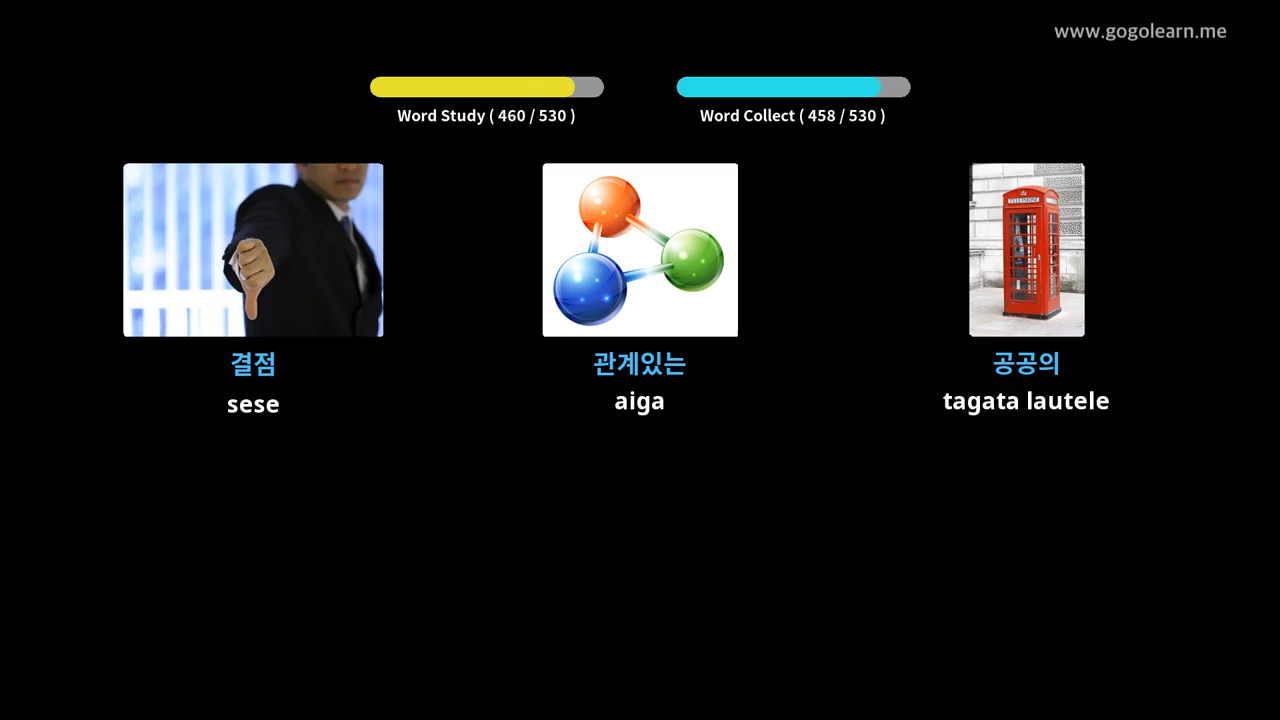 www.gogolearn.me
Word Study ( 460 / 530 )
Word Collect ( 458 / 530 )
TELEPHONE
결점
관계있는
공공의
sese
aiga
tagata lautele